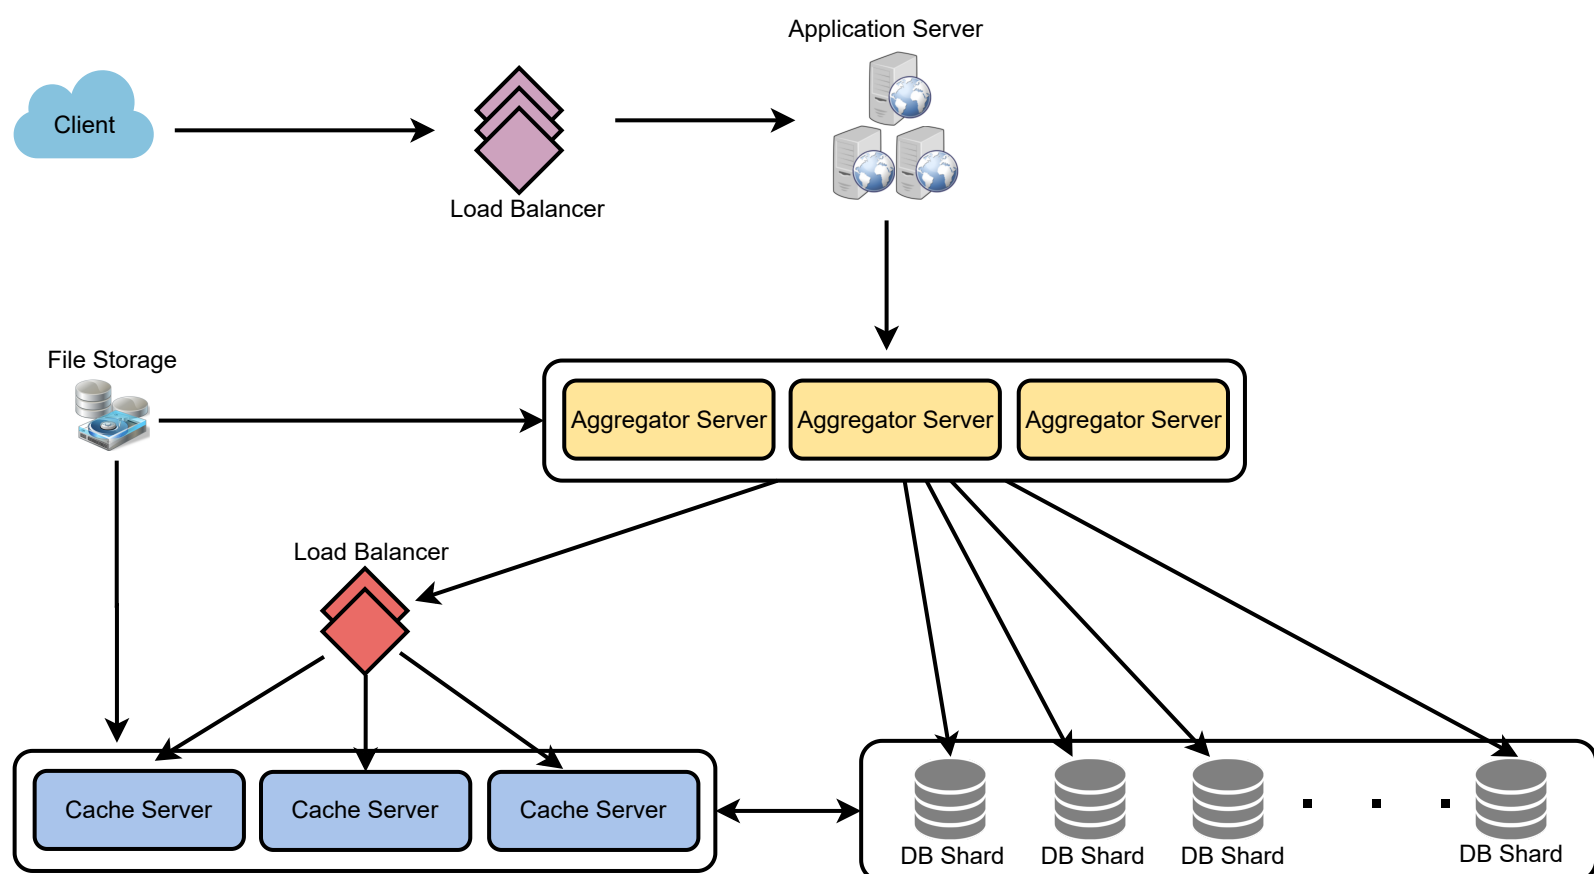 Application Server
Client
Load Balancer
File Storage
Aggregator Server
Aggregator Server
Aggregator Server
Load Balancer
Cache Server
Cache Server
Cache Server
DB Shard
DB Shard
DB Shard
DB Shard